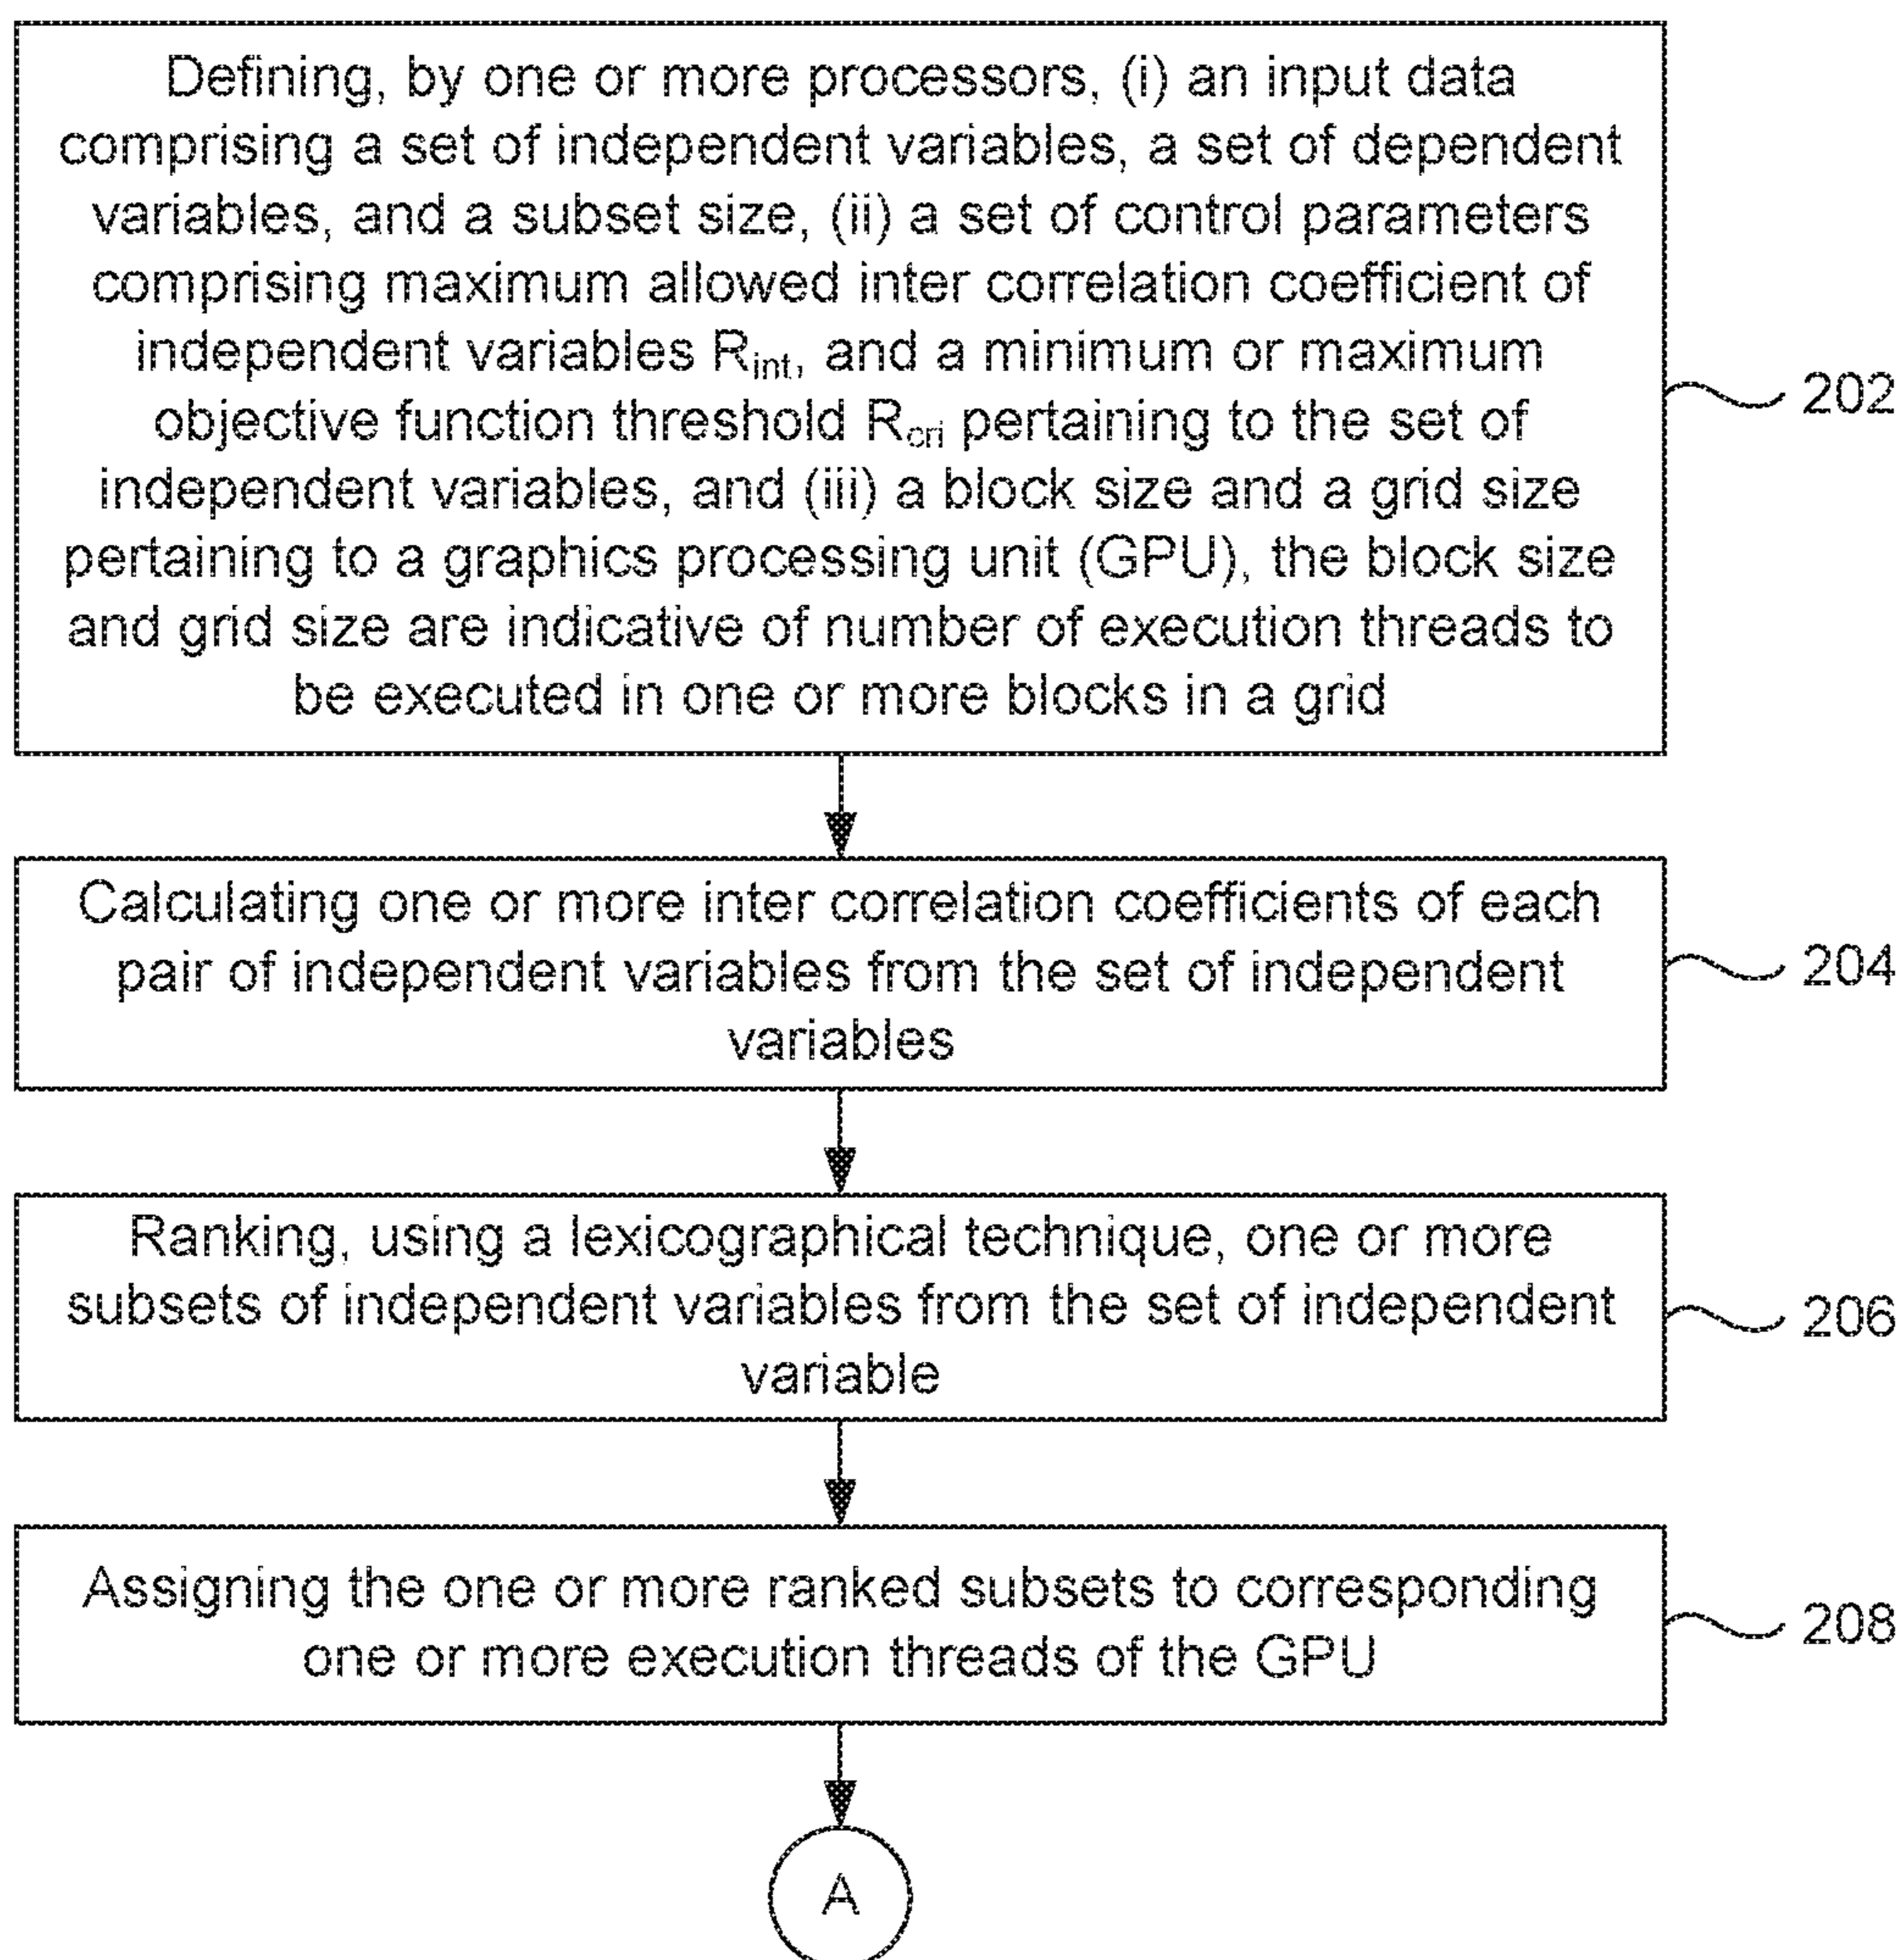 Defining, by one or more processors, (i) an input data
comprising a set of independent variables, a set of dependent
variables, and a subset size, (ii) a set of control parameters
comprising maximum allowed inter correlation coefficient of
independent variables Rint, and a minimum or maximum
objective function threshold Rcri pertaining to the set of
independent variables, and (iii) a block size and a grid size
pertaining to a graphics processing unit (GPU), the block size
and grid size are indicative of number of execution threads to
be executed in one or more blocks in a grid
202
Calculating one or more inter correlation coefficients of each
pair of independent variables from the set of independent
variables
204
Ranking, using a lexicographical technique, one or more
subsets of independent variables from the set of independent
variable
206
Assigning the one or more ranked subsets to corresponding
one or more execution threads of the GPU
208
A